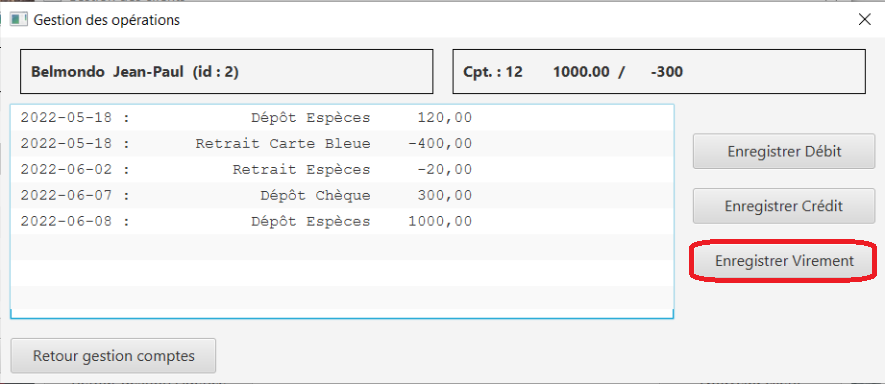 Gestion des opérations
Belmondo Jean-Paul (id : 2)
Cpt. : 12 1000.00 / -300
2022-05-18 : Dépôt Espèces 120,00
2022-05-18 : Retrait Carte Bleue -400,00
2022-06-02 : Retrait Espèces -20,00
2022-06-07 : Dépôt Chèque 300,00
2022-06-08 : Dépôt Espèces 1000,00
Enregistrer Débit
Enregistrer Crédit
Enregistrer Virement
Retour gestion comptes